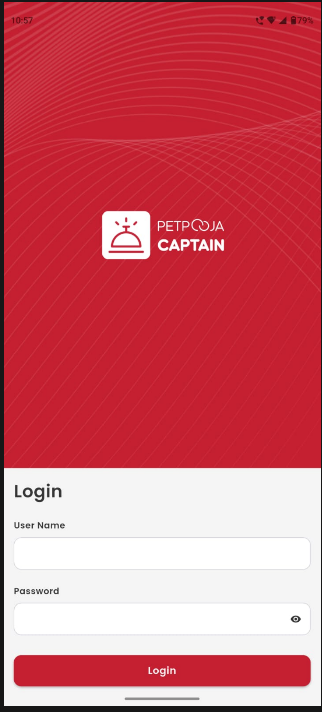 10:57
79%
PETPOOJA
CAPTAIN
Login
User Name
Password
Login